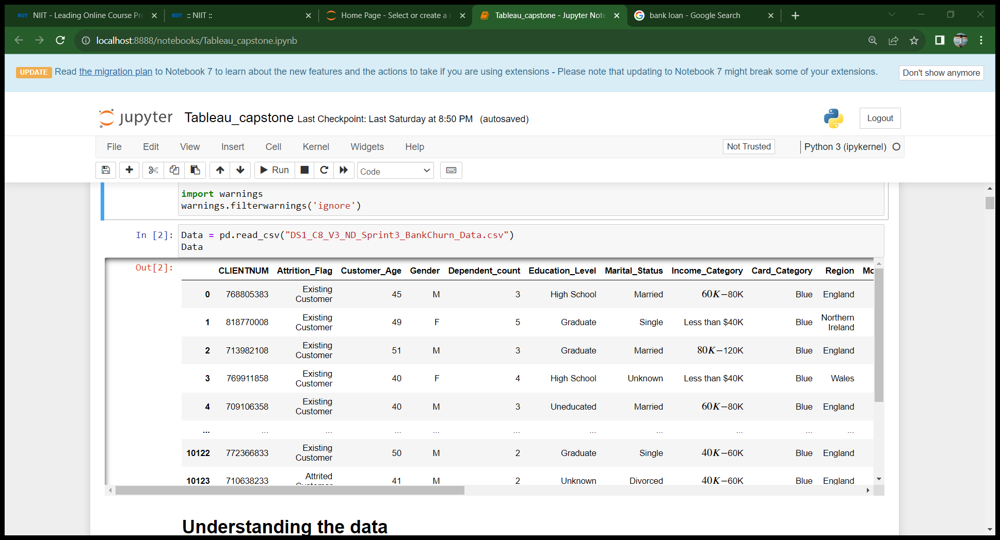 NIIT NIIT - Leading Online Course Pr
NIIT :: NIIT ::
Home Page - Select or create a n
Tableau_capstone - Jupyter Note
bank loan - Google Search
localhost:8888/notebooks/Tableau_capstone.ipynb
UPDATE Read the migration plan to Notebook 7 to learn about the new features and the actions to take if you are using extensions - Please note that updating to Notebook 7 might break some of your extensions.
Don't show anymore
jupyter Tableau_capstone Last Checkpoint: Last Saturday at 8:50 PM (autosaved)
Logout
File Edit View Insert Cell Kernel Widgets Help
Not Trusted
Python 3 (ipykernel)
Run
Code
import warnings
warnings.filterwarnings('ignore')
In [2]: Data = pd.read_csv("DS1_C8_V3_ND_Sprint3_BankChurn_Data.csv")
Data
Out[2]:
CLIENTNUM Attrition_Flag Customer_Age Gender Dependent_count Education_Level Marital_Status Income_Category Card_Category Region Mo
0 768805383 Existing Customer 45 M 3 High School Married 60K−80K Blue England
1 818770008 Existing Customer 49 F 5 Graduate Single Less than $40K Blue Northern Ireland
2 713982108 Existing Customer 51 M 3 Graduate Married 80K−120K Blue England
3 769911858 Existing Customer 40 F 4 High School Unknown Less than $40K Blue Wales
4 709106358 Existing Customer 40 M 3 Uneducated Married 60K−80K Blue England
... ... ... ... ... ... ... ... ... ... ...
10122 772366833 Existing Customer 50 M 2 Graduate Single 40K−60K Blue England
10123 710638233 Attrited Customer 41 M 2 Unknown Divorced 40K−60K Blue England
Understanding the data